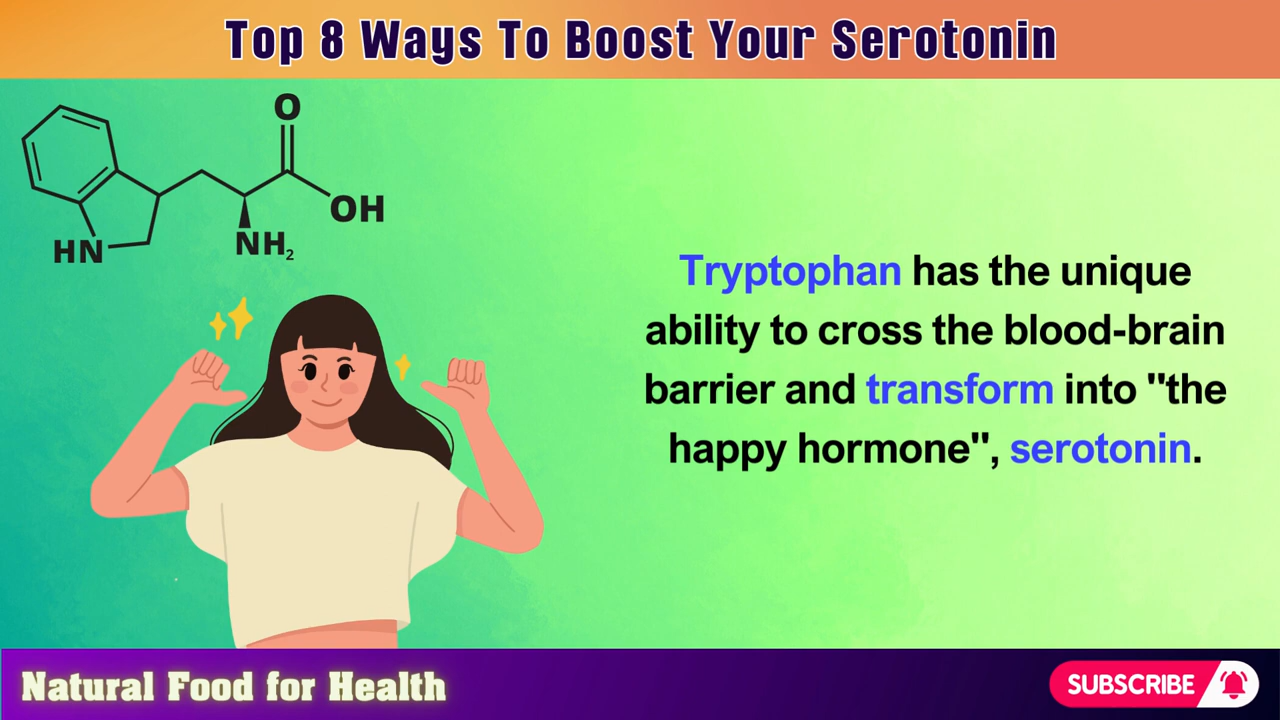 Top 8 Ways To Boost Your Serotonin
O
OH
HN
NH₂
Tryptophan has the unique
ability to cross the blood-brain
barrier and transform into "the
happy hormone", serotonin.
Natural Food for Health
SUBSCRIBE